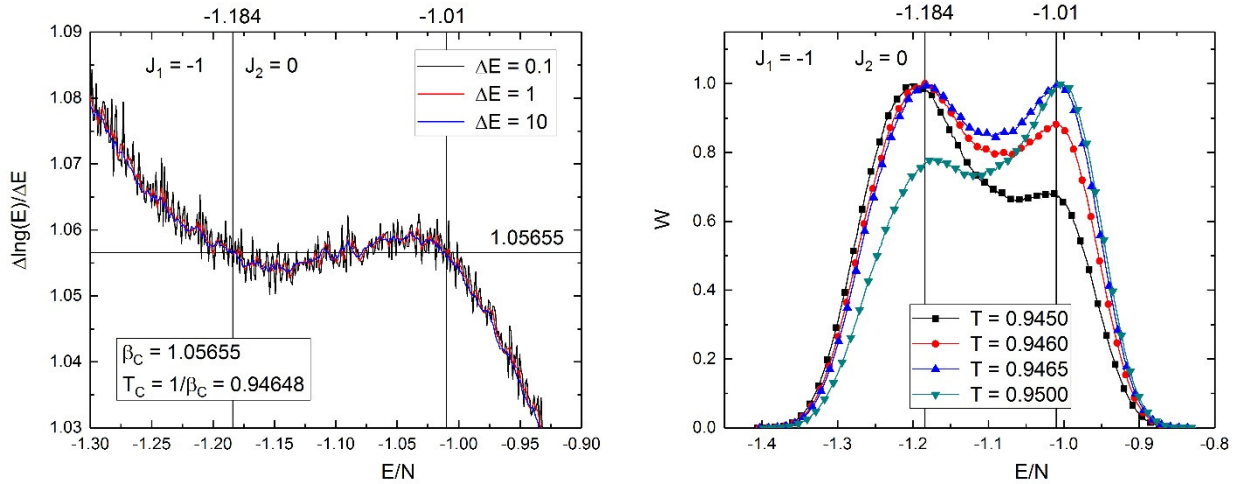 -1.184 -1.01
1.09
1.08
1.07
1.06
1.05
1.04
1.03
Δlng(E)/ΔE
J₁ = -1 J₂ = 0
ΔE = 0.1
ΔE = 1
ΔE = 10
1.05655
β_C = 1.05655
T_C = 1/β_C = 0.94648
-1.30 -1.25 -1.20 -1.15 -1.10 -1.05 -1.00 -0.95 -0.90
E/N
-1.184 -1.01
1.0
0.8
0.6
0.4
0.2
0.0
W
J₁ = -1 J₂ = 0
T = 0.9450
T = 0.9460
T = 0.9465
T = 0.9500
-1.4 -1.3 -1.2 -1.1 -1.0 -0.9 -0.8
E/N